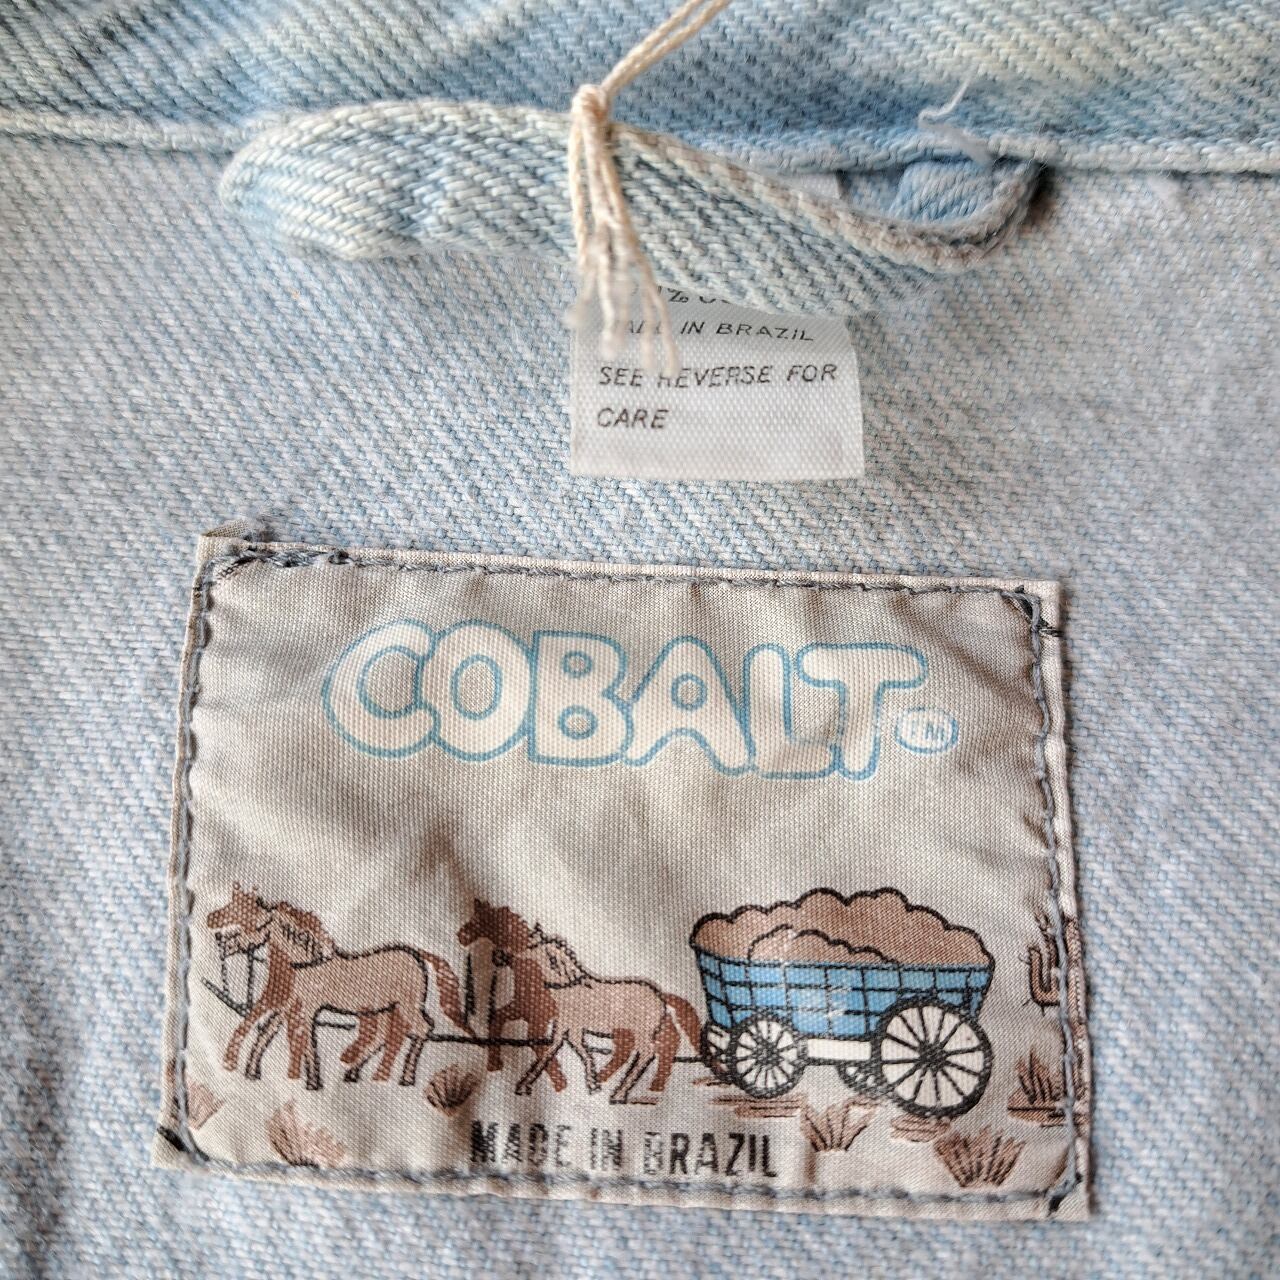 MADE IN BRAZIL
SEE REVERSE FOR
CARE
COBALT TM
MADE IN BRAZIL